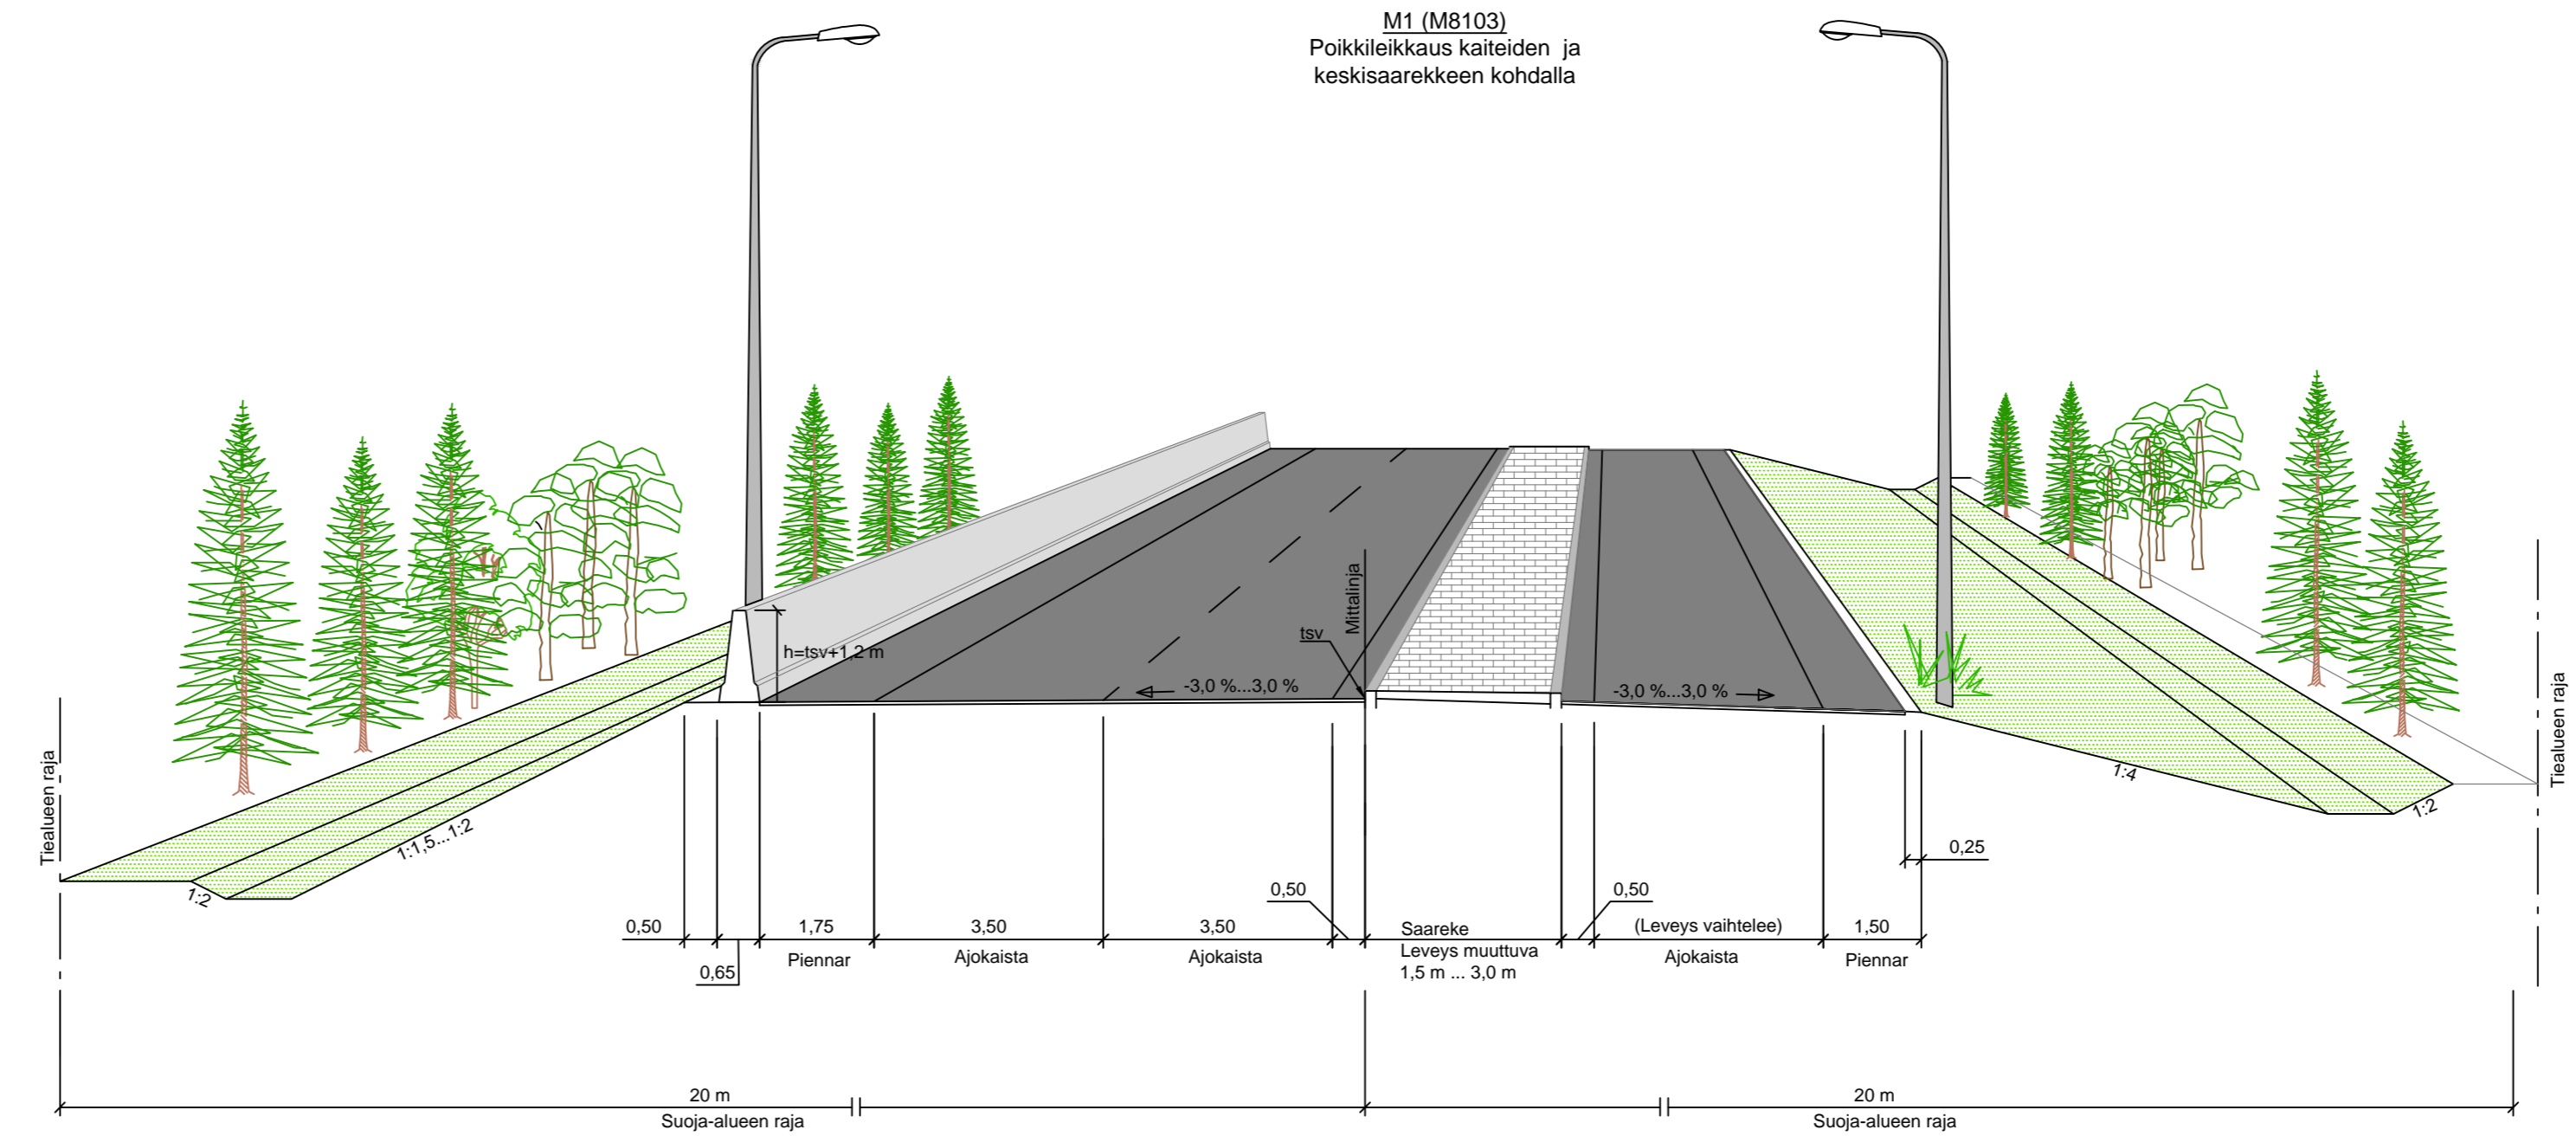 M1 (M8103)
Poikkileikkaus kaiteiden ja
keskisaarekkeen kohdalla
h=tsv+1,2 m
tsv
Mittalinja
-3,0 %...3,0 %
-3,0 %...3,0 %
Tiealueen raja
Tiealueen raja
1:2
1:1,5...1:2
1:4
1:2
0,25
0,50
0,50
0,50
1,75
3,50
3,50
Saareke
(Leveys vaihtelee)
1,50
0,65
Piennar
Ajokaista
Ajokaista
Leveys muuttuva
1,5 m ... 3,0 m
Ajokaista
Piennar
20 m
Suoja-alueen raja
20 m
Suoja-alueen raja